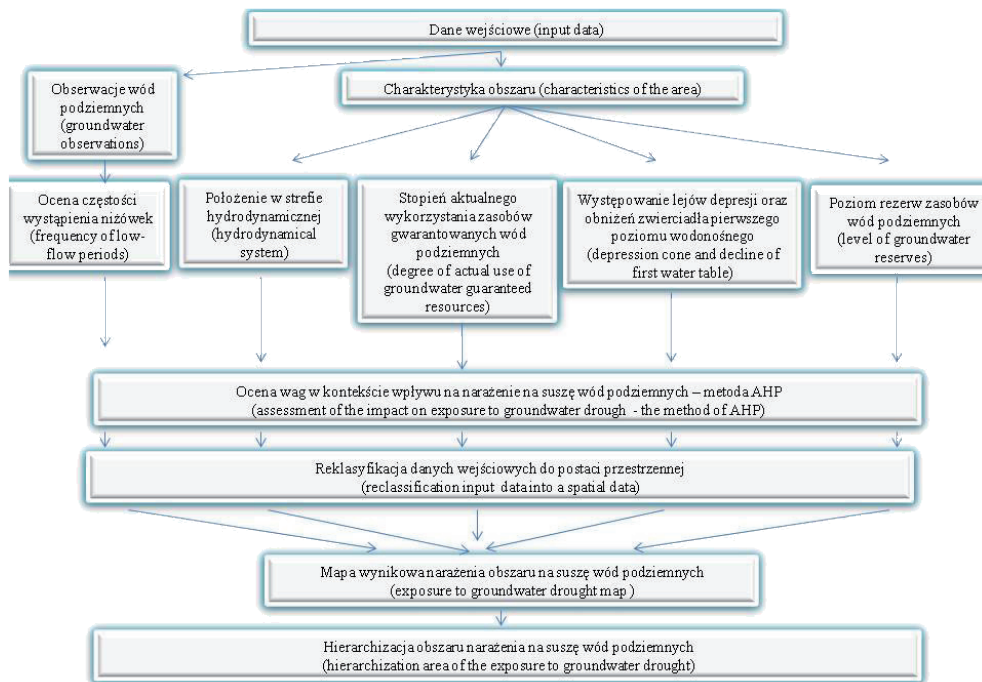 Dane wejściowe (input data)
Obserwacje wód
podziemnych
(groundwater
observations)
Charakterystyka obszaru (characteristics of the area)
Ocena częstości
wystąpienia niżówek
(frequency of low-
flow periods)
Położenie w strefie
hydrodynamicznej
(hydrodynamical
system)
Stopień aktualnego
wykorzystania zasobów
gwarantowanych wód
podziemnych
(degree of actual use of
groundwater guaranteed
resources)
Występowanie lejów depresji oraz
obniżeń zwierciadła pierwszego
poziomu wodonośnego
(depression cone and decline of
first water table)
Poziom rezerw zasobów
wód podziemnych
(level of groundwater
reserves)
Ocena wag w kontekście wpływu na narażenie na suszę wód podziemnych – metoda AHP
(assessment of the impact on exposure to groundwater drough - the method of AHP)
Reklasyfikacja danych wejściowych do postaci przestrzennej
(reclassification input data into a spatial data)
Mapa wynikowa narażenia obszaru na suszę wód podziemnych
(exposure to groundwater drought map )
Hierarchizacja obszaru narażenia na suszę wód podziemnych
(hierarchization area of the exposure to groundwater drought)